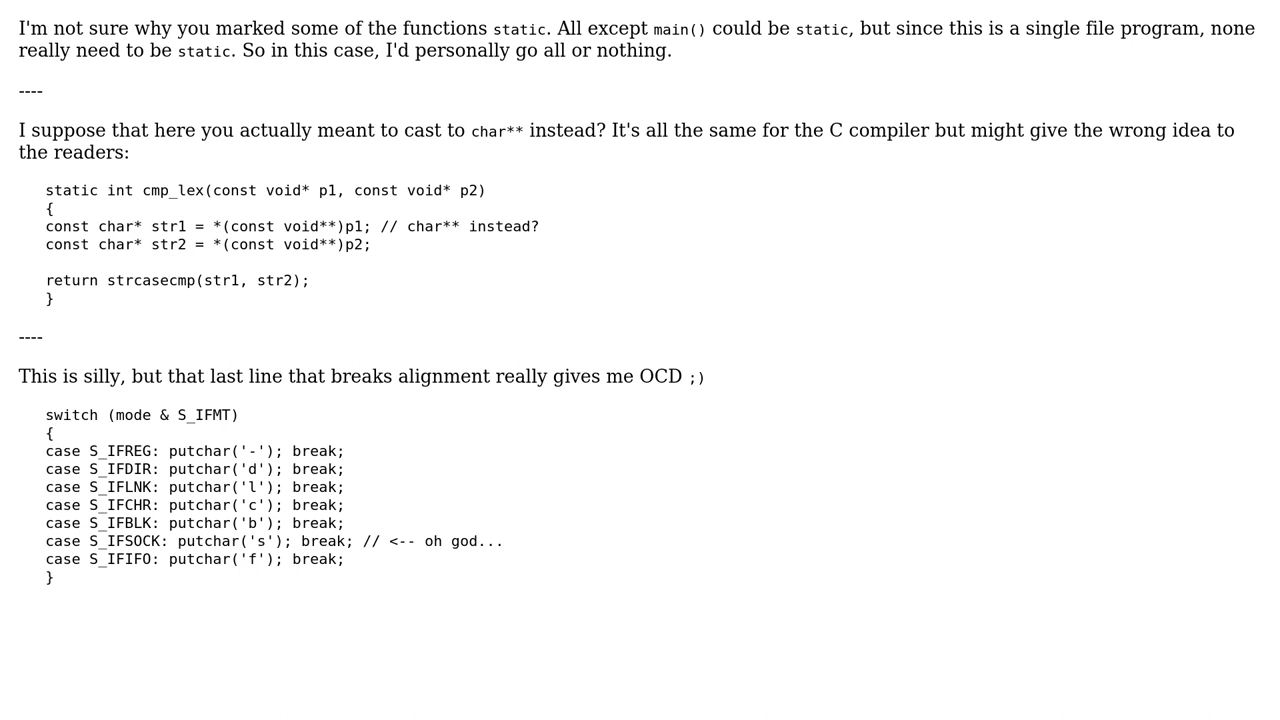 I'm not sure why you marked some of the functions static. All except main() could be static, but since this is a single file program, none
really need to be static. So in this case, I'd personally go all or nothing.
----
I suppose that here you actually meant to cast to char** instead? It's all the same for the C compiler but might give the wrong idea to
the readers:
static int cmp_lex(const void* p1, const void* p2)
{
const char* str1 = *(const void**)p1; // char** instead?
const char* str2 = *(const void**)p2;
return strcasecmp(str1, str2);
}
----
This is silly, but that last line that breaks alignment really gives me OCD ;)
switch (mode & S_IFMT)
{
case S_IFREG: putchar('-'); break;
case S_IFDIR: putchar('d'); break;
case S_IFLNK: putchar('l'); break;
case S_IFCHR: putchar('c'); break;
case S_IFBLK: putchar('b'); break;
case S_IFSOCK: putchar('s'); break; // <-- oh god...
case S_IFIFO: putchar('f'); break;
}